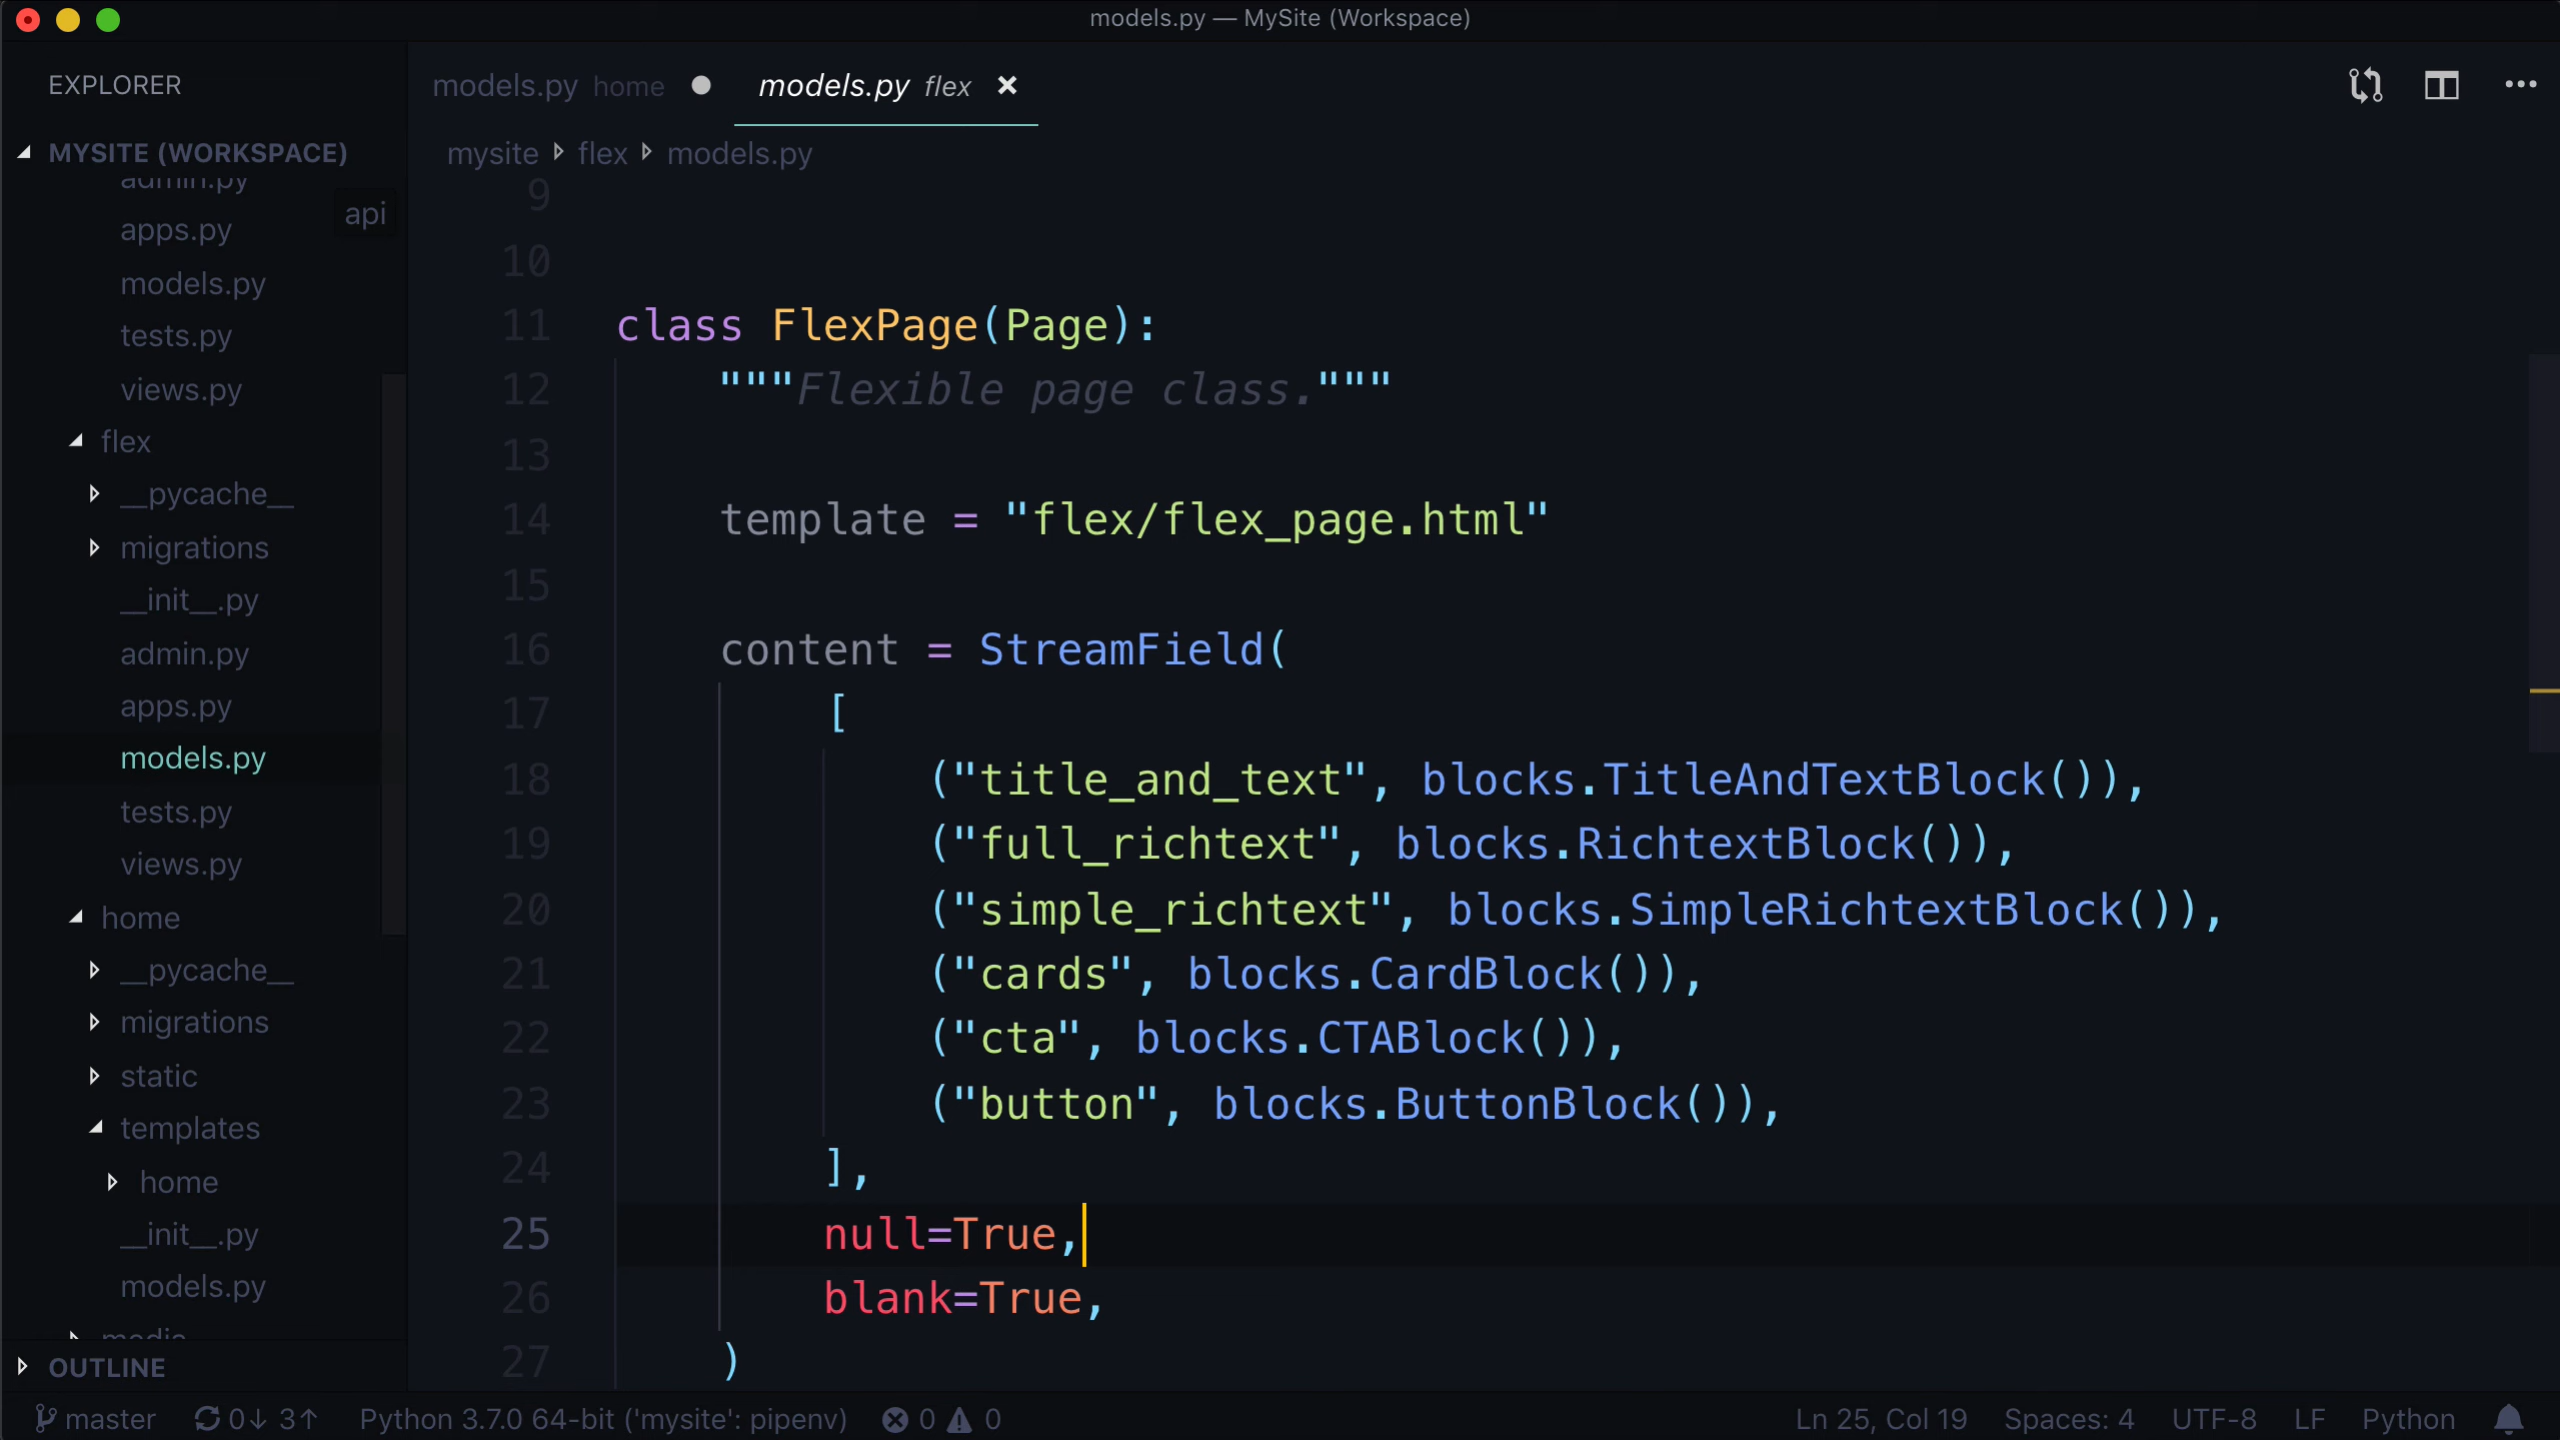 models.py — MySite (Workspace)
EXPLORER
models.py home
models.py flex
MYSITE (WORKSPACE)
mysite flex models.py
admin.py
api
apps.py
models.py
tests.py
views.py
flex
__pycache__
migrations
__init__.py
admin.py
apps.py
models.py
tests.py
views.py
home
__pycache__
migrations
static
templates
home
__init__.py
models.py
media
OUTLINE
9
10
11 class FlexPage(Page):
12 """Flexible page class."""
13
14 template = "flex/flex_page.html"
15
16 content = StreamField(
17 [
18 ("title_and_text", blocks.TitleAndTextBlock()),
19 ("full_richtext", blocks.RichtextBlock()),
20 ("simple_richtext", blocks.SimpleRichtextBlock()),
21 ("cards", blocks.CardBlock()),
22 ("cta", blocks.CTABlock()),
23 ("button", blocks.ButtonBlock()),
24 ],
25 null=True,
26 blank=True,
27 )
master 0↓ 3↑ Python 3.7.0 64-bit ('mysite': pipenv) 0 0 Ln 25, Col 19 Spaces: 4 UTF-8 LF Python